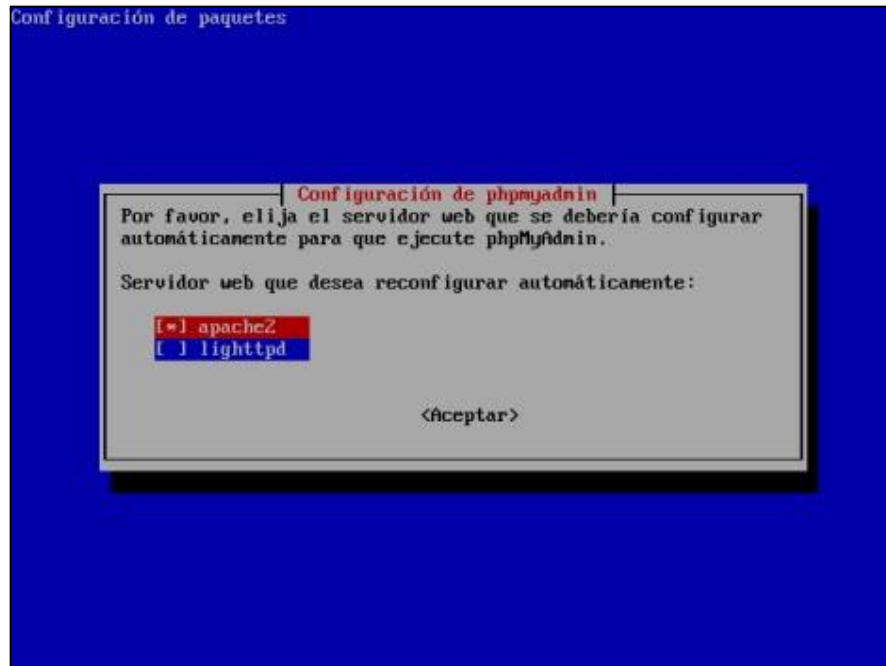 Configuración de paquetes
Configuración de phpmyadmin
Por favor, elija el servidor web que se debería configurar
automáticamente para que ejecute phpMyAdmin.
Servidor web que desea reconfigurar automáticamente:
[*] apache2
[ ] lighttpd
<Aceptar>